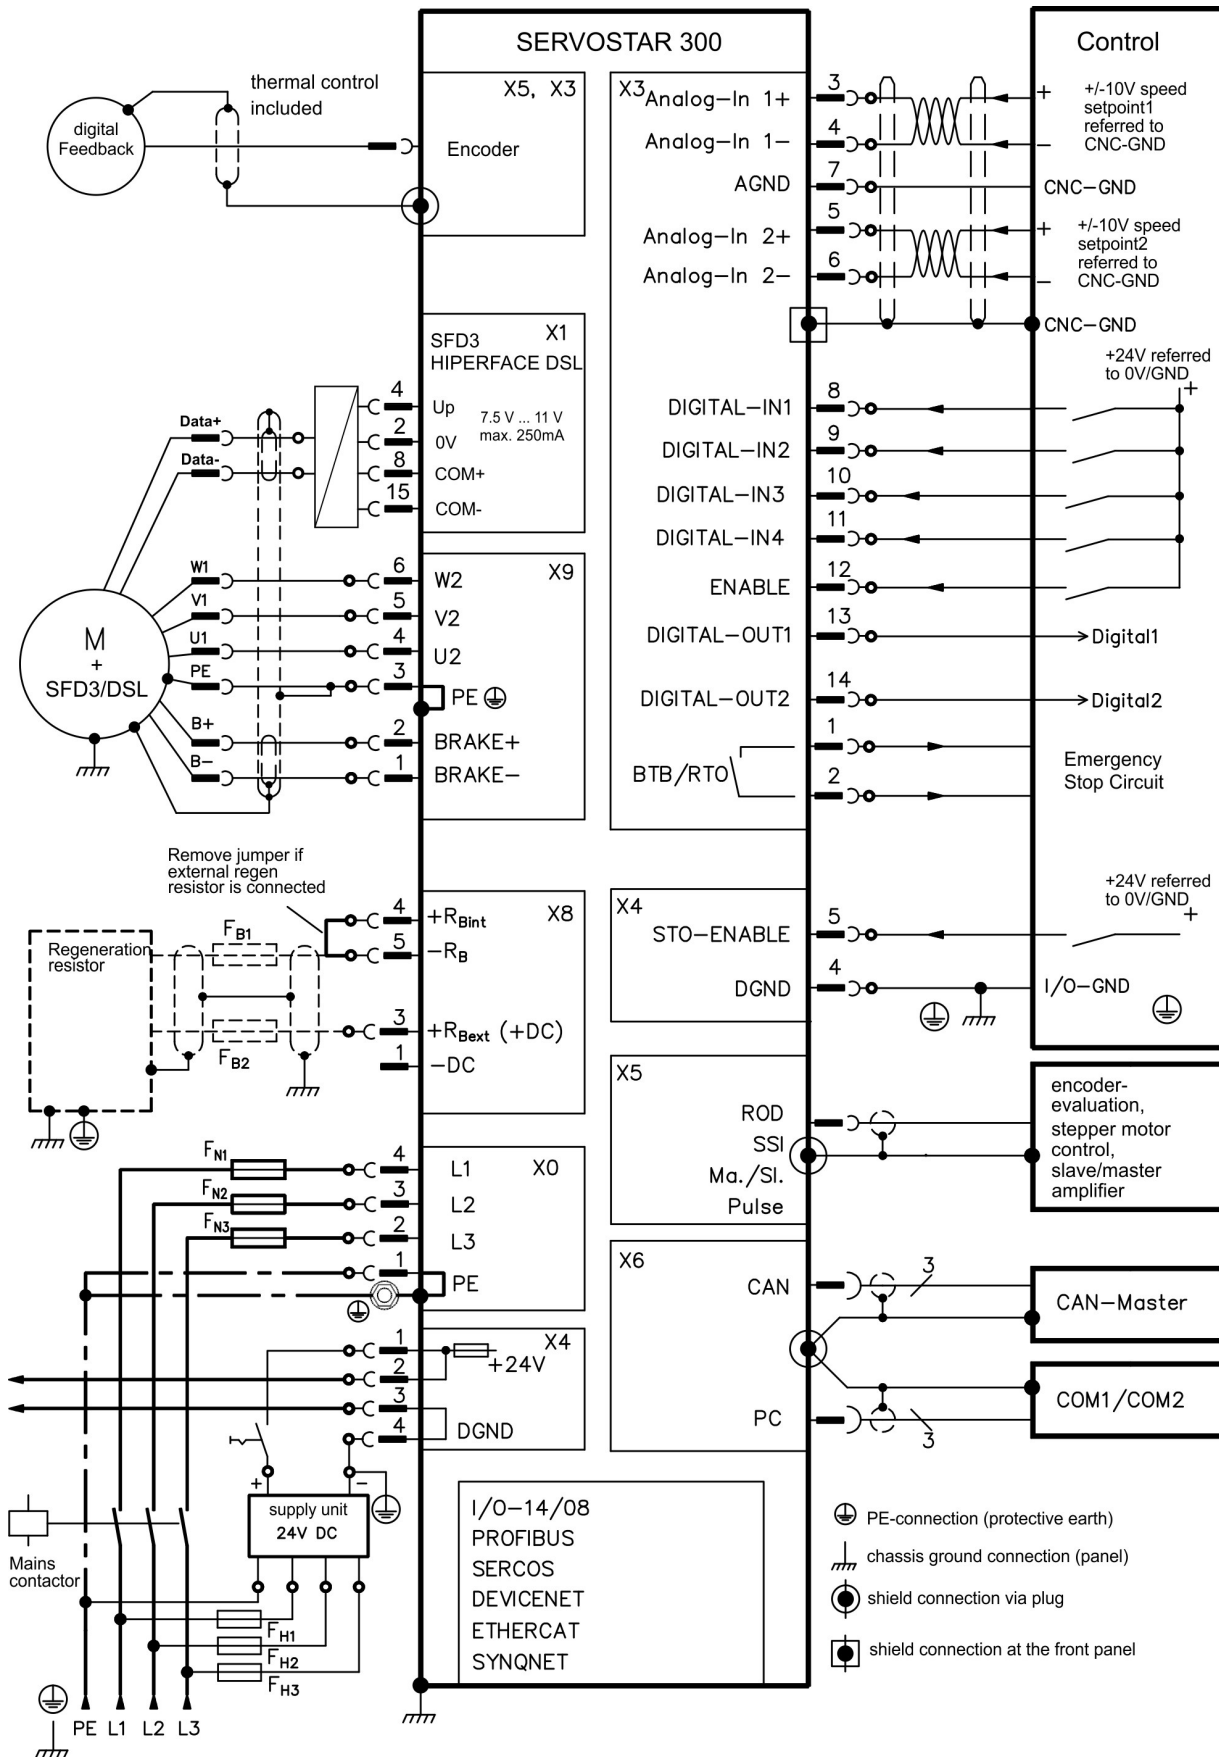 SERVOSTAR 300
Control
thermal control
included
digital
Feedback
X5, X3
Encoder
X3
Analog-In 1+
3
Analog-In 1-
4
AGND
7
Analog-In 2+
5
Analog-In 2-
6
+
+/-10V speed
setpoint1
referred to
CNC-GND
−
CNC-GND
+
+/-10V speed
setpoint2
referred to
CNC-GND
−
CNC-GND
+24V referred
to 0V/GND
+
SFD3
X1
HIPERFACE DSL
4
Up
7.5 V ... 11 V
max. 250mA
2
0V
8
COM+
15
COM-
Data+
Data-
DIGITAL-IN1
8
DIGITAL-IN2
9
DIGITAL-IN3
10
DIGITAL-IN4
11
ENABLE
12
DIGITAL-OUT1
13
Digital1
DIGITAL-OUT2
14
Digital2
BTB/RTO
1
2
Emergency
Stop Circuit
X9
W1
6
W2
V1
5
V2
U1
4
U2
PE
3
PE
B+
2
BRAKE+
B-
1
BRAKE-
M
+
SFD3/DSL
Remove jumper if
external regen
resistor is connected
X8
4
+RBint
5
-RB
3
+RBext (+DC)
1
-DC
FB1
FB2
Regeneration
resistor
X4
STO-ENABLE
5
DGND
4
+24V referred
to 0V/GND
+
I/O-GND
X5
ROD
SSI
Ma./Sl.
Pulse
encoder-
evaluation,
stepper motor
control,
slave/master
amplifier
X0
FN1
4
L1
FN2
3
L2
FN3
2
L3
1
PE
X6
CAN
3
CAN-Master
PC
3
COM1/COM2
X4
1
+24V
2
3
4
DGND
+
−
supply unit
24V DC
Mains
contactor
FH1
FH2
FH3
PE L1 L2 L3
I/O-14/08
PROFIBUS
SERCOS
DEVICENET
ETHERCAT
SYNQNET
PE-connection (protective earth)
chassis ground connection (panel)
shield connection via plug
shield connection at the front panel